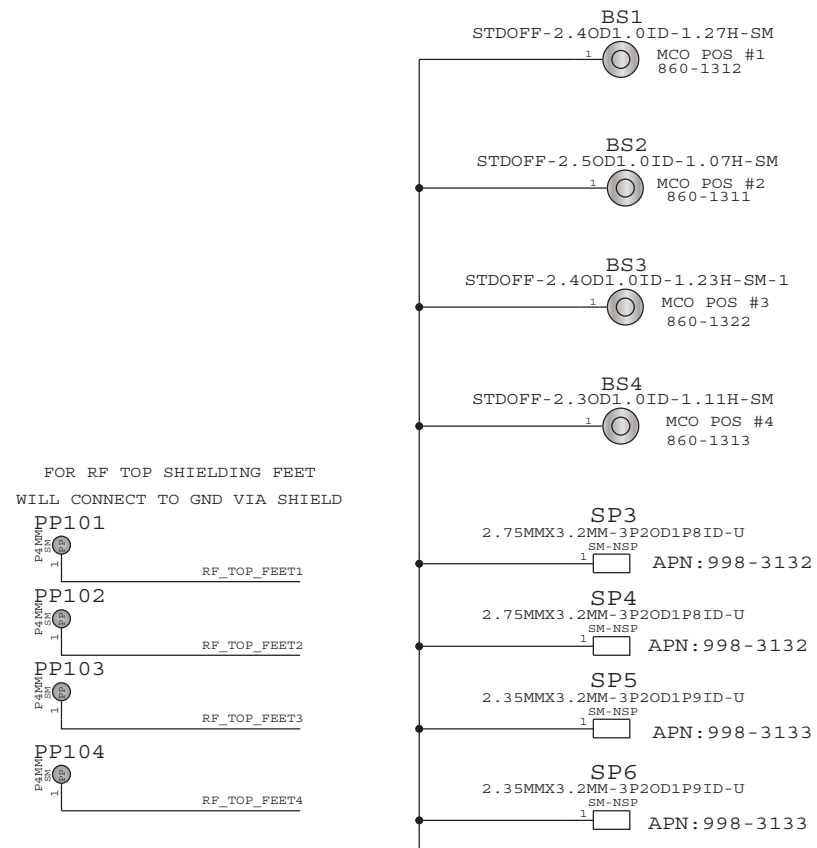 BS1
STDOFF-2.4OD1.0ID-1.27H-SM
1
MCO POS #1
860-1312
BS2
STDOFF-2.5OD1.0ID-1.07H-SM
1
MCO POS #2
860-1311
BS3
STDOFF-2.4OD1.0ID-1.23H-SM-1
1
MCO POS #3
860-1322
BS4
STDOFF-2.3OD1.0ID-1.11H-SM
1
MCO POS #4
860-1313
FOR RF TOP SHIELDING FEET
WILL CONNECT TO GND VIA SHIELD
PP101
P4MM
SM
PP
1
RF_TOP_FEET1
PP102
P4MM
SM
PP
1
RF_TOP_FEET2
PP103
P4MM
SM
PP
1
RF_TOP_FEET3
PP104
P4MM
SM
PP
1
RF_TOP_FEET4
SP3
2.75MMX3.2MM-3P2OD1P8ID-U
SM-NSP
1
APN:998-3132
SP4
2.75MMX3.2MM-3P2OD1P8ID-U
SM-NSP
1
APN:998-3132
SP5
2.35MMX3.2MM-3P2OD1P9ID-U
SM-NSP
1
APN:998-3133
SP6
2.35MMX3.2MM-3P2OD1P9ID-U
SM-NSP
1
APN:998-3133